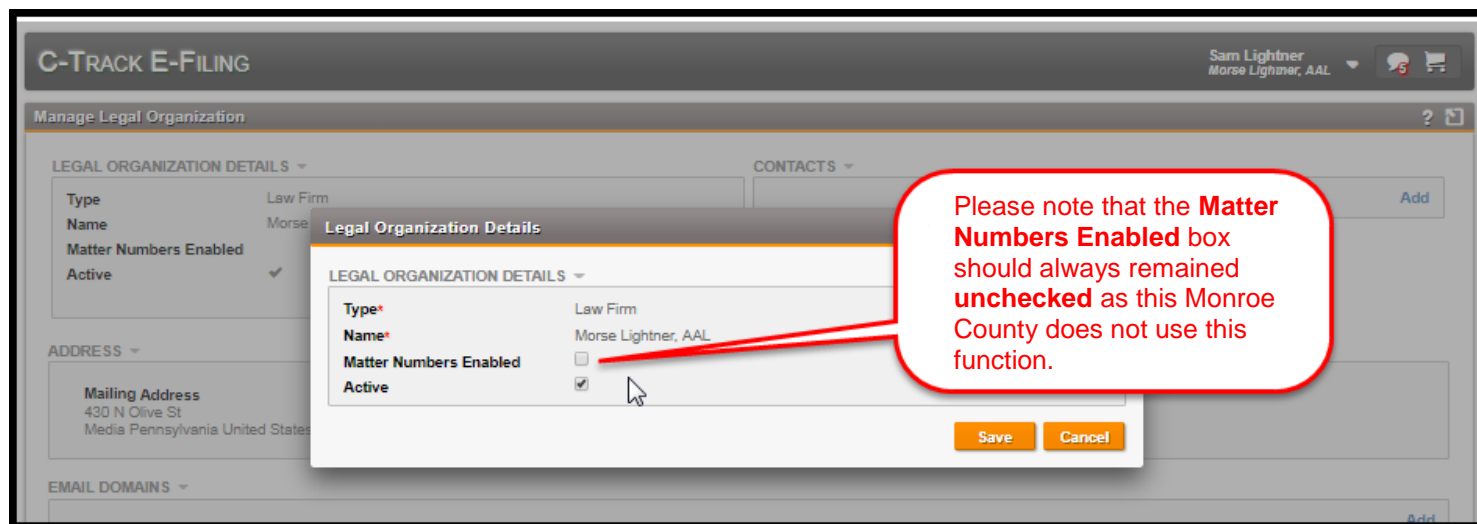 C-TRACK E-FILING
Sam Lightner
Morse Lightner, AAL
5
Manage Legal Organization
?
LEGAL ORGANIZATION DETAILS
CONTACTS
Type Law Firm
Add
Name Morse
Matter Numbers Enabled
Active
Legal Organization Details
LEGAL ORGANIZATION DETAILS
Type* Law Firm
Name* Morse Lightner, AAL
Matter Numbers Enabled
Active
Please note that the Matter
Numbers Enabled box
should always remained
unchecked as this Monroe
County does not use this
function.
ADDRESS
Mailing Address
430 N Olive St
Media Pennsylvania United States
Save Cancel
EMAIL DOMAINS
Add